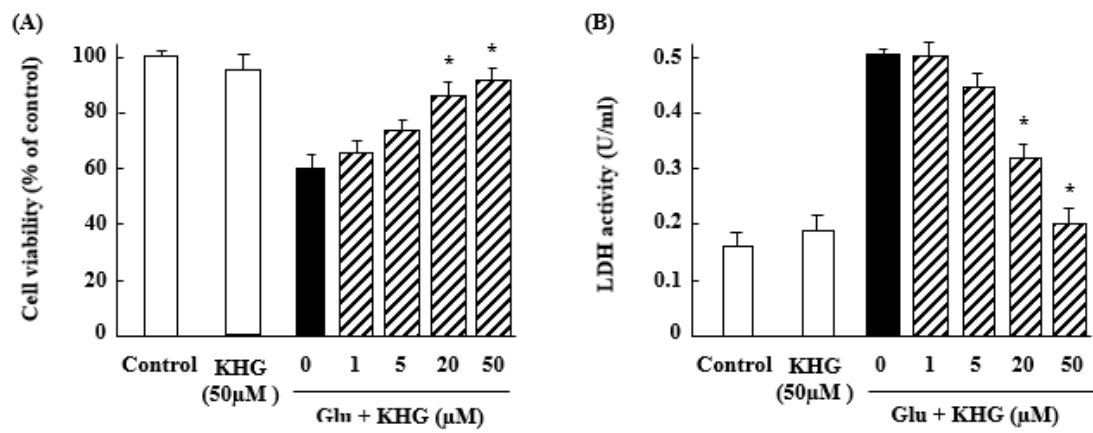 (A)
Cell viability (% of control)
100
80
60
40
20
0
*
*
Control
KHG
(50μM )
0
1
5
20
50
Glu + KHG (μM)
(B)
LDH activity (U/ml)
0.5
0.4
0.3
0.2
0.1
0
*
*
Control
KHG
(50μM )
0
1
5
20
50
Glu + KHG (μM)